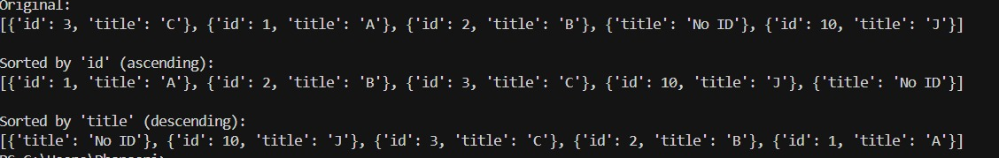 Original:
[{'id': 3, 'title': 'C'}, {'id': 1, 'title': 'A'}, {'id': 2, 'title': 'B'}, {'title': 'No ID'}, {'id': 10, 'title': 'J'}]
Sorted by 'id' (ascending):
[{'id': 1, 'title': 'A'}, {'id': 2, 'title': 'B'}, {'id': 3, 'title': 'C'}, {'id': 10, 'title': 'J'}, {'title': 'No ID'}]
Sorted by 'title' (descending):
[{'title': 'No ID'}, {'id': 10, 'title': 'J'}, {'id': 3, 'title': 'C'}, {'id': 2, 'title': 'B'}, {'id': 1, 'title': 'A'}]